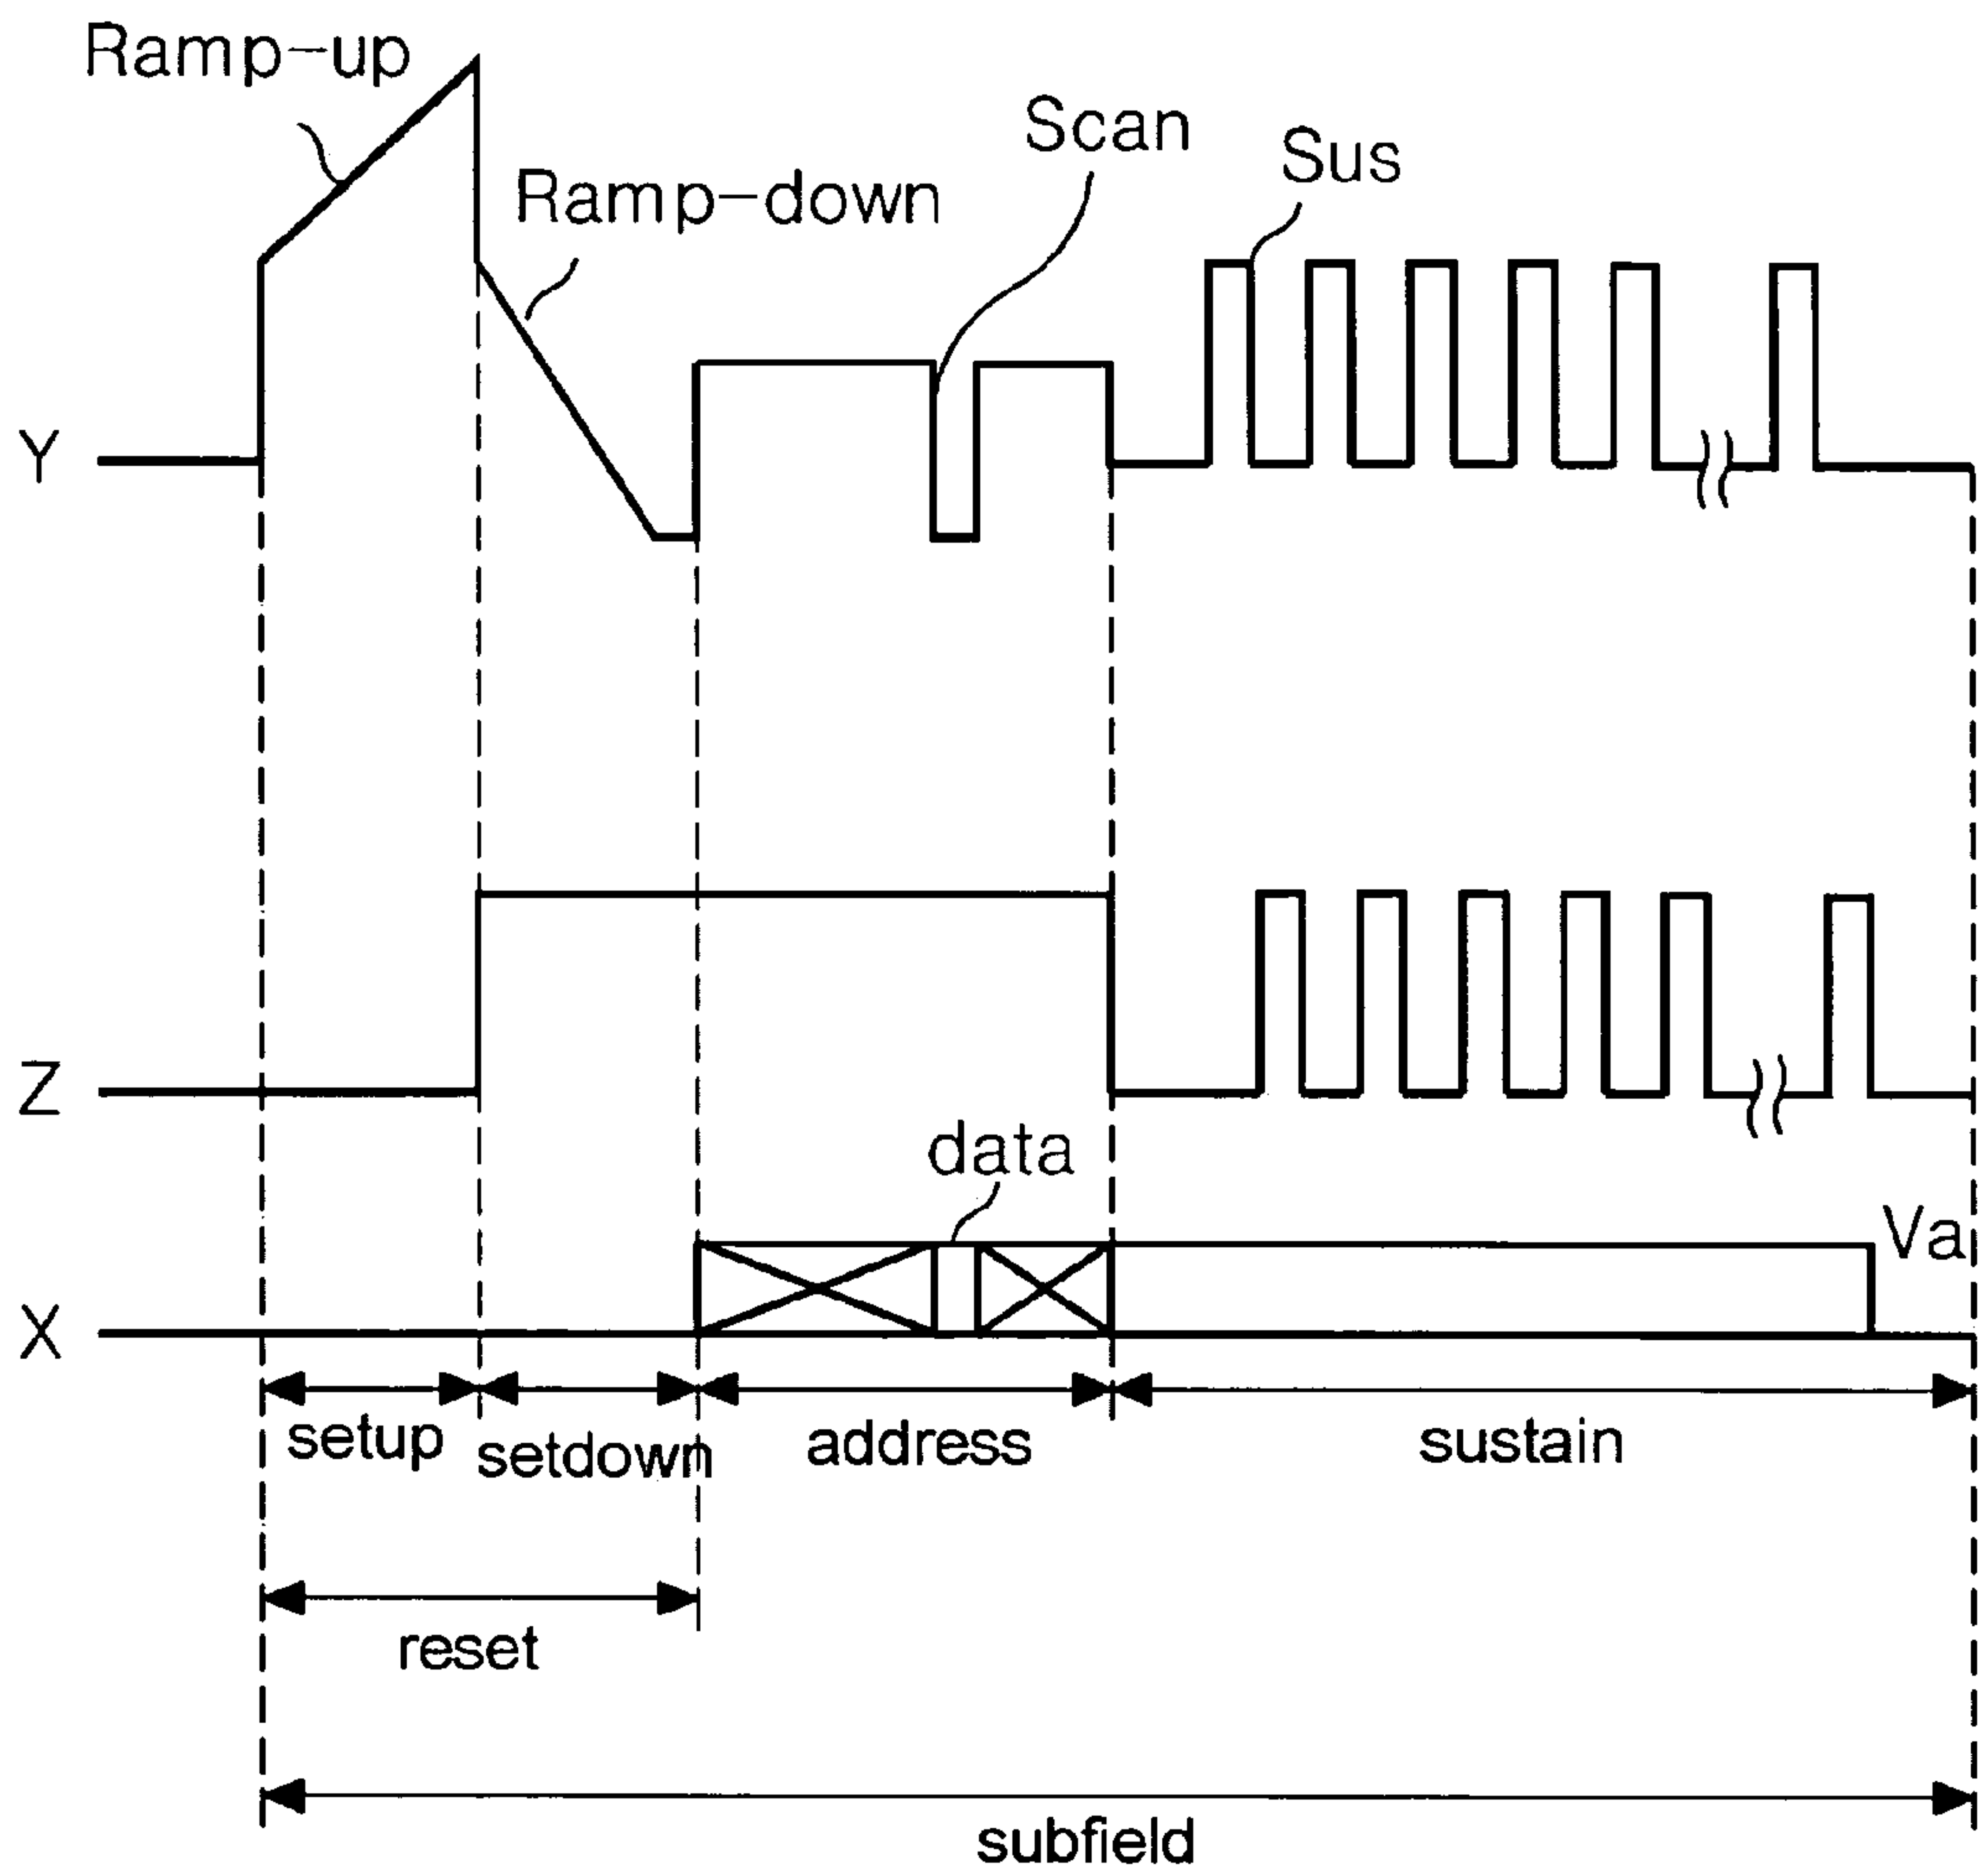 Ramp-up
Scan
Sus
Ramp-down
Y
Z
data
Va
X
setup
setdown
address
sustain
reset
subfield